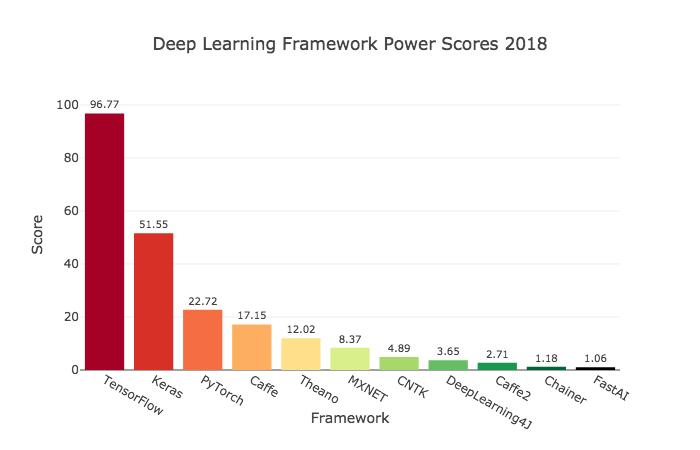 Deep Learning Framework Power Scores 2018
Score
100
80
60
40
20
0
96.77
51.55
22.72
17.15
12.02
8.37
4.89
3.65
2.71
1.18
1.06
TensorFlow
Keras
PyTorch
Caffe
Theano
MXNET
CNTK
DeepLearning4J
Caffe2
Chainer
FastAI
Framework